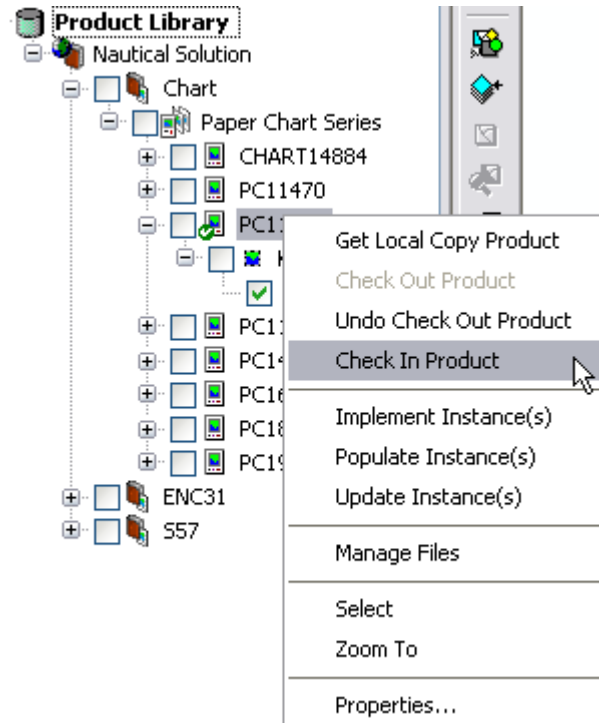 Product Library
Nautical Solution
Chart
Paper Chart Series
CHART14884
PC11470
Get Local Copy Product
Check Out Product
Undo Check Out Product
Check In Product
Implement Instance(s)
Populate Instance(s)
Update Instance(s)
ENC31
S57
Manage Files
Select
Zoom To
Properties...